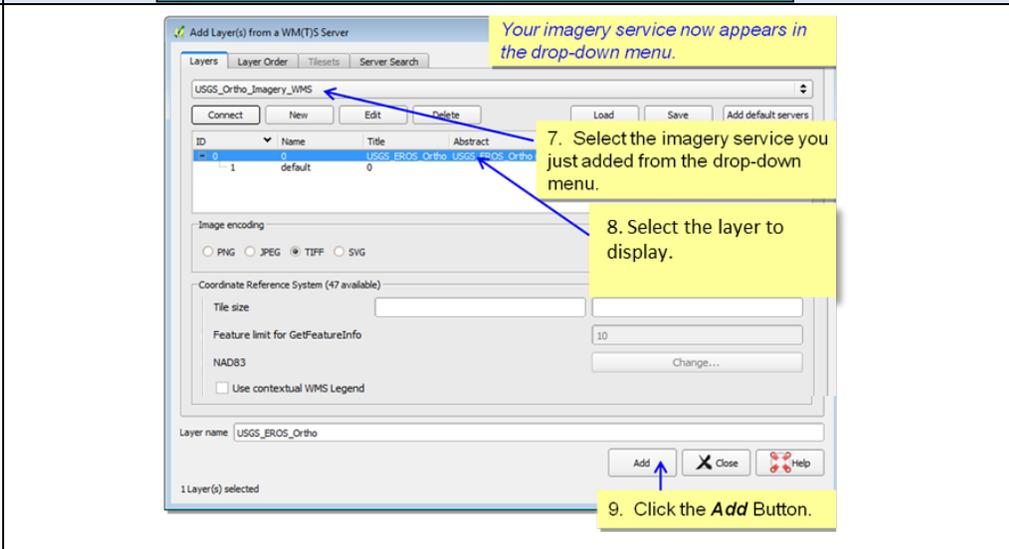 Add Layer(s) from a WM(T)S Server
Your imagery service now appears in
the drop-down menu.
Layers Layer Order Tilesets Server Search
USGS_Ortho_Imagery_WMS
Connect New Edit Delete Load Save Add default servers
7. Select the imagery service you
just added from the drop-down
menu.
ID Name Title Abstract
0 0 USGS_EROS_Ortho USGS_EROS_Ortho
1 default 0
8. Select the layer to
display.
Image encoding
PNG JPEG TIFF SVG
Coordinate Reference System (47 available)
Tile size
Feature limit for GetFeatureInfo 10
NAD83 Change...
Use contextual WMS Legend
Layer name USGS_EROS_Ortho
Add Close Help
1 Layer(s) selected
9. Click the Add Button.